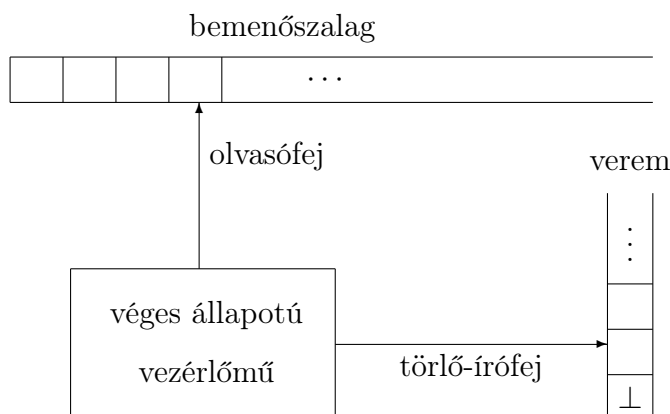 bemenőszalag
···
olvasófej
verem
⋮
véges állapotú
vezérlőmű
törlő-írófej
⊥